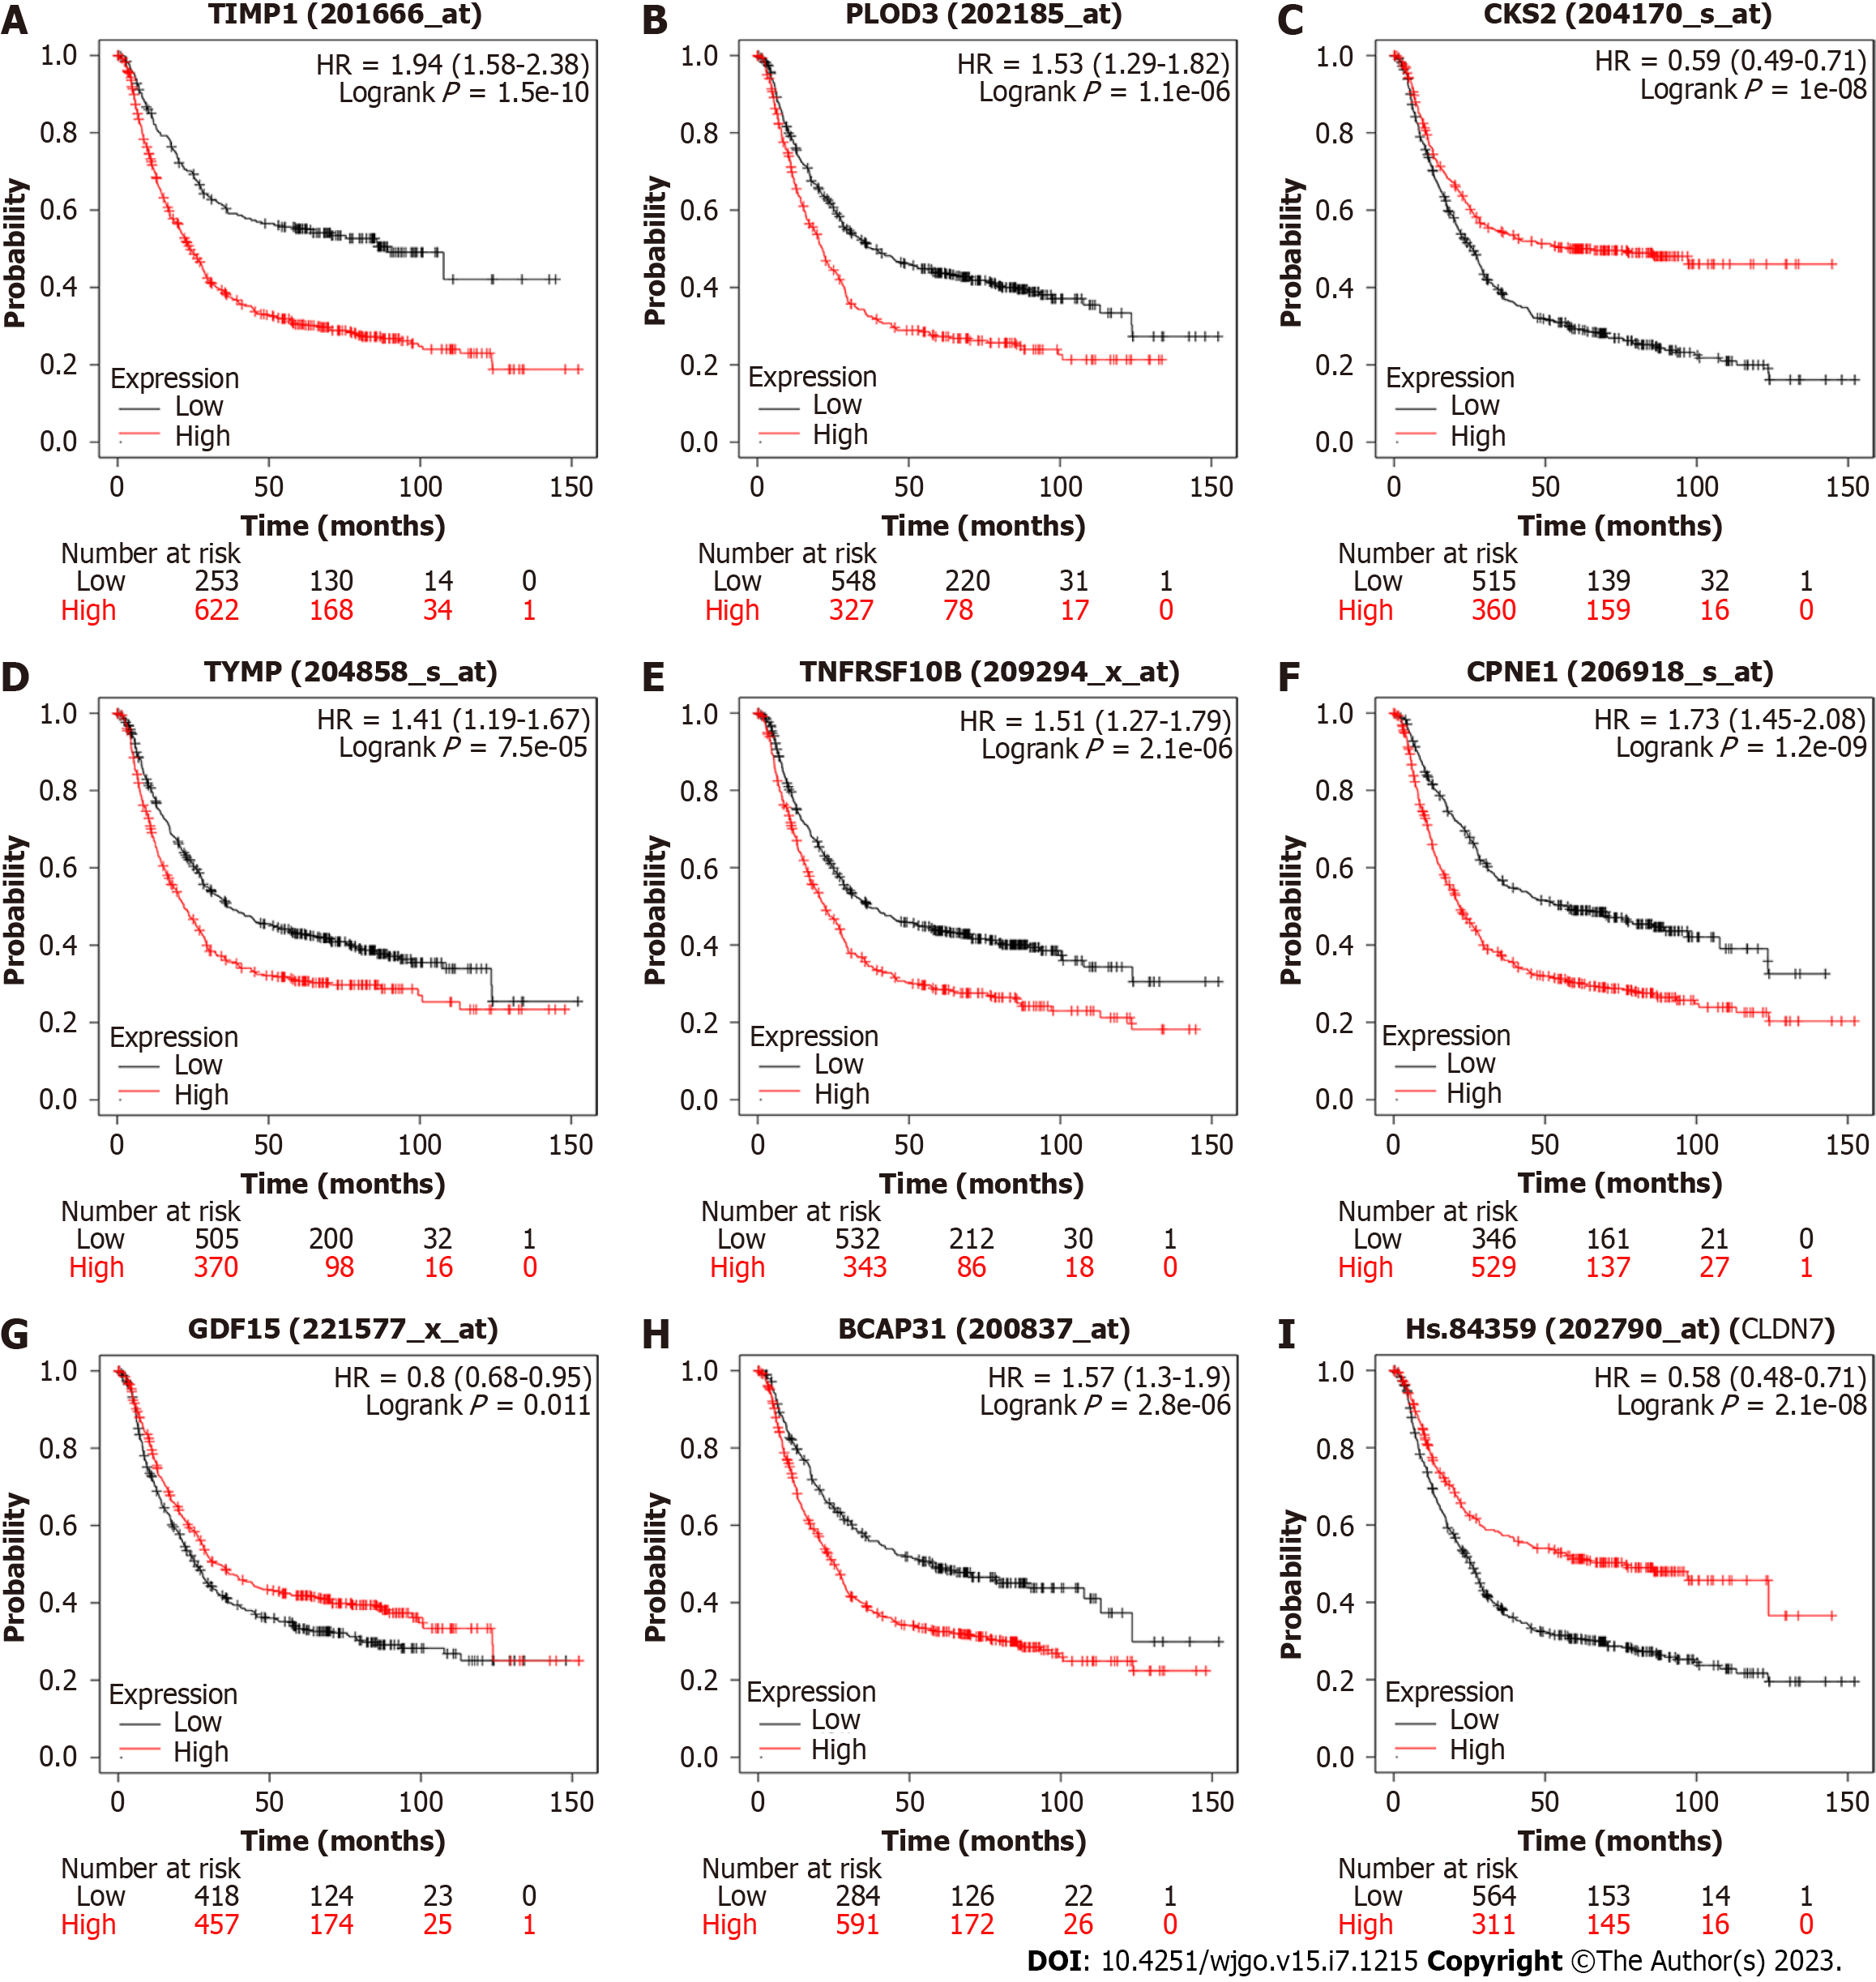 A
TIMP1 (201666_at)
HR = 1.94 (1.58-2.38)
Logrank P = 1.5e-10
Probability
1.0
0.8
0.6
0.4
0.2
0.0
Expression
Low
High
0 50 100 150
Time (months)
Number at risk
Low 253 130 14 0
High 622 168 34 1
B
PLOD3 (202185_at)
HR = 1.53 (1.29-1.82)
Logrank P = 1.1e-06
Probability
1.0
0.8
0.6
0.4
0.2
0.0
Expression
Low
High
0 50 100 150
Time (months)
Number at risk
Low 548 220 31 1
High 327 78 17 0
C
CKS2 (204170_s_at)
HR = 0.59 (0.49-0.71)
Logrank P = 1e-08
Probability
1.0
0.8
0.6
0.4
0.2
0.0
Expression
Low
High
0 50 100 150
Time (months)
Number at risk
Low 515 139 32 1
High 360 159 16 0
D
TYMP (204858_s_at)
HR = 1.41 (1.19-1.67)
Logrank P = 7.5e-05
Probability
1.0
0.8
0.6
0.4
0.2
0.0
Expression
Low
High
0 50 100 150
Time (months)
Number at risk
Low 505 200 32 1
High 370 98 16 0
E
TNFRSF10B (209294_x_at)
HR = 1.51 (1.27-1.79)
Logrank P = 2.1e-06
Probability
1.0
0.8
0.6
0.4
0.2
0.0
Expression
Low
High
0 50 100 150
Time (months)
Number at risk
Low 532 212 30 1
High 343 86 18 0
F
CPNE1 (206918_s_at)
HR = 1.73 (1.45-2.08)
Logrank P = 1.2e-09
Probability
1.0
0.8
0.6
0.4
0.2
0.0
Expression
Low
High
0 50 100 150
Time (months)
Number at risk
Low 346 161 21 0
High 529 137 27 1
G
GDF15 (221577_x_at)
HR = 0.8 (0.68-0.95)
Logrank P = 0.011
Probability
1.0
0.8
0.6
0.4
0.2
0.0
Expression
Low
High
0 50 100 150
Time (months)
Number at risk
Low 418 124 23 0
High 457 174 25 1
H
BCAP31 (200837_at)
HR = 1.57 (1.3-1.9)
Logrank P = 2.8e-06
Probability
1.0
0.8
0.6
0.4
0.2
0.0
Expression
Low
High
0 50 100 150
Time (months)
Number at risk
Low 284 126 22 1
High 591 172 26 0
I
Hs.84359 (202790_at) (CLDN7)
HR = 0.58 (0.48-0.71)
Logrank P = 2.1e-08
Probability
1.0
0.8
0.6
0.4
0.2
0.0
Expression
Low
High
0 50 100 150
Time (months)
Number at risk
Low 564 153 14 1
High 311 145 16 0
DOI: 10.4251/wjgo.v15.i7.1215 Copyright ©The Author(s) 2023.